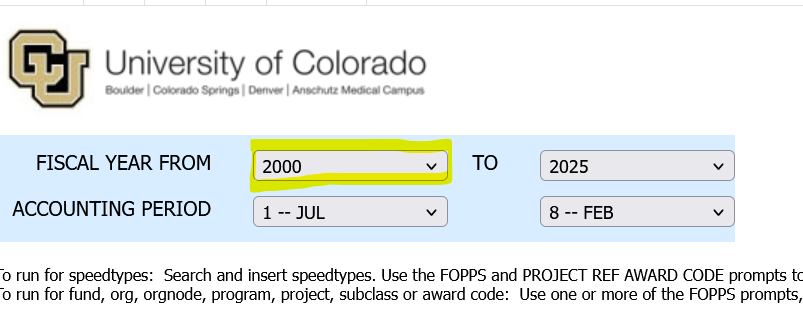 CU
University of Colorado
Boulder | Colorado Springs | Denver | Anschutz Medical Campus
FISCAL YEAR FROM 2000 TO 2025
ACCOUNTING PERIOD 1 -- JUL 8 -- FEB
To run for speedtypes: Search and insert speedtypes. Use the FOPPS and PROJECT REF AWARD CODE prompts to
To run for fund, org, orgnode, program, project, subclass or award code: Use one or more of the FOPPS prompts,